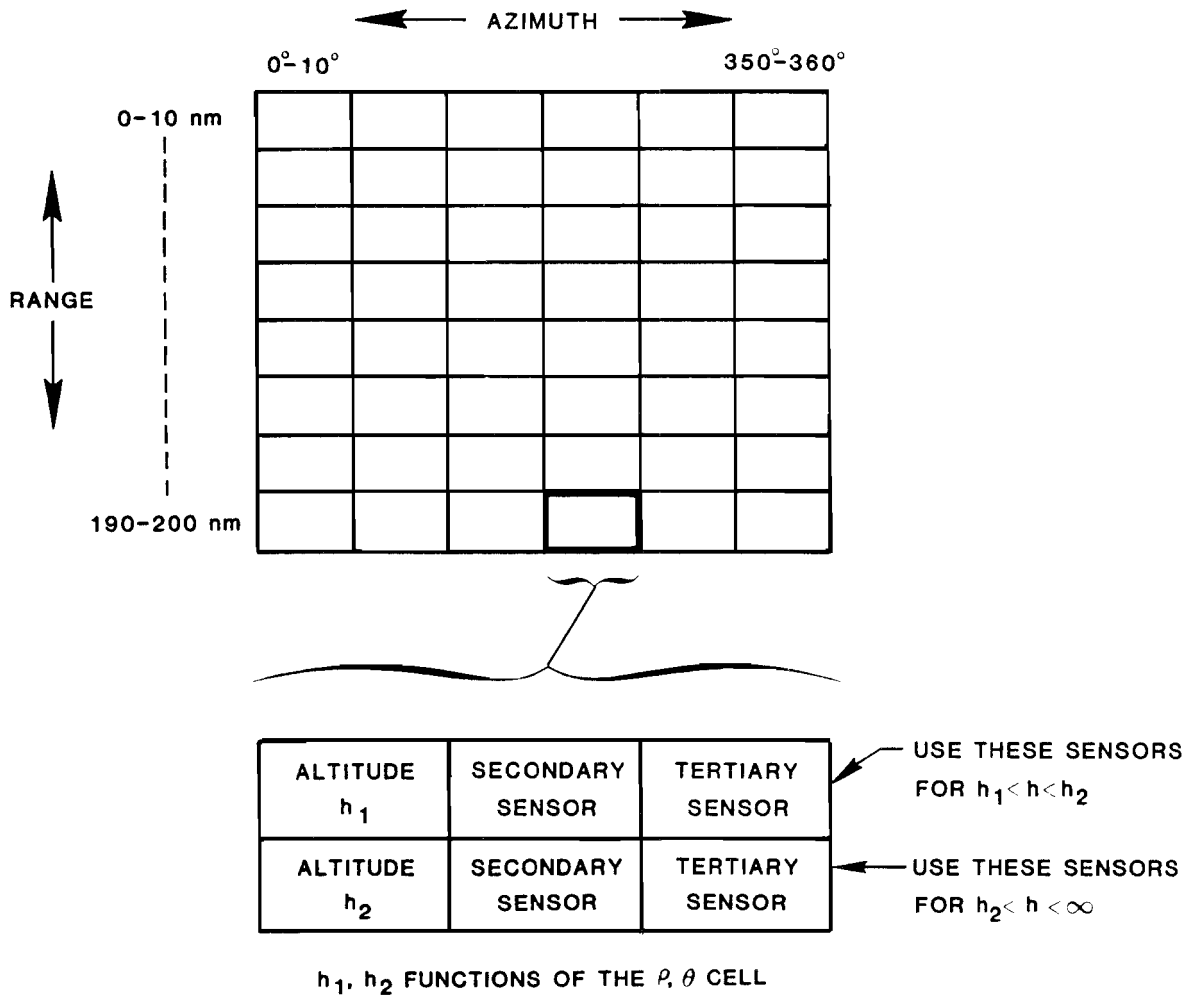 AZIMUTH
0°-10°
350°-360°
0-10 nm
RANGE
190-200 nm
ALTITUDE
h1
SECONDARY
SENSOR
TERTIARY
SENSOR
USE THESE SENSORS
FOR h1 < h < h2
ALTITUDE
h2
SECONDARY
SENSOR
TERTIARY
SENSOR
USE THESE SENSORS
FOR h2 < h < ∞
h1, h2 FUNCTIONS OF THE ρ, θ CELL